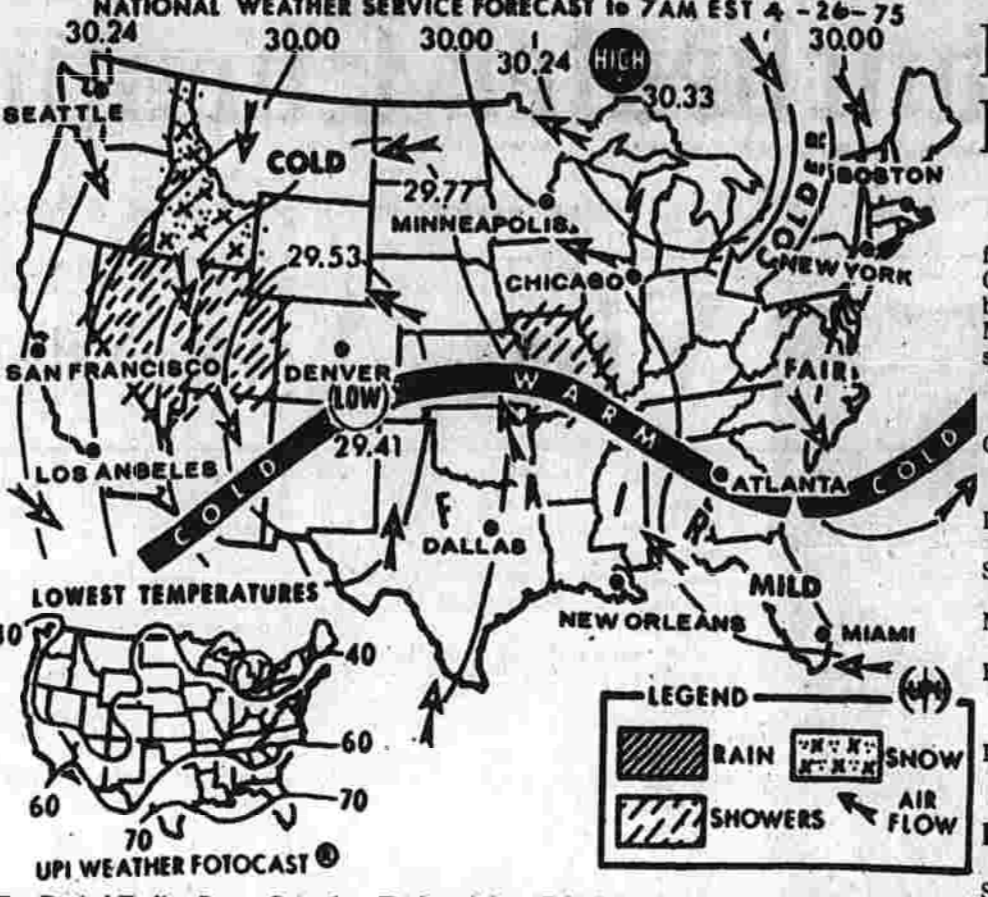 NATIONAL WEATHER SERVICE FORECAST to 7AM EST 4-26-75
30.24 30.00 30.00 30.24 HIGH 30.33 30.00
SEATTLE
COLD
COLDER
BOSTON
29.77
MINNEAPOLIS
29.53
CHICAGO
NEW YORK
SAN FRANCISCO
DENVER
LOW
29.41
WARM
FAIR
LOS ANGELES
COLD
ATLANTA
COLD
FAIR
DALLAS
MILD
NEW ORLEANS
MIAMI
LOWEST TEMPERATURES
40
60
70
60
70
UPI WEATHER FOTOCAST ®
LEGEND
UPI
RAIN
SNOW
SHOWERS
AIR
FLOW